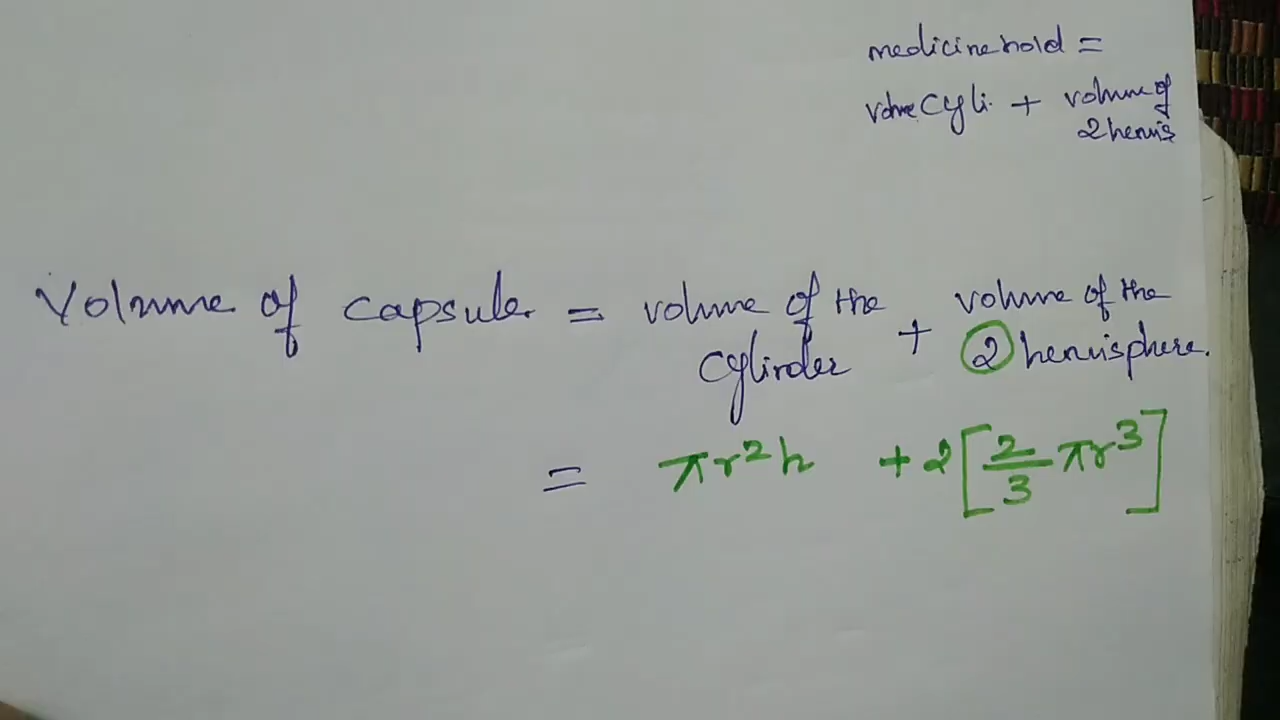 medicine hold =
volume cyli. + volume of
2 hemis
Volume of capsule = volume of the cylinder + volume of the 2 hemisphere.
= πr²h + 2[2/3 πr³]